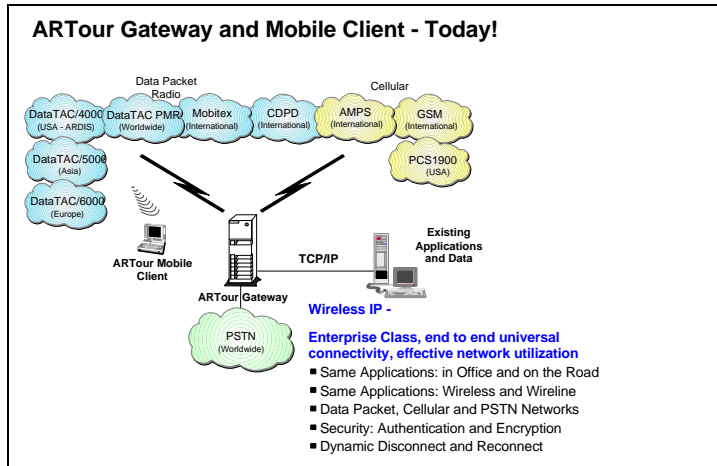 ARTour Gateway and Mobile Client - Today!
Data Packet
Radio
Cellular
DataTAC/4000
(USA - ARDIS)
DataTAC PMR
(Worldwide)
Mobitex
(International)
CDPD
(International)
AMPS
(International)
GSM
(International)
DataTAC/5000
(Asia)
PCS1900
(USA)
DataTAC/6000
(Europe)
ARTour Mobile
Client
TCP/IP
Existing
Applications
and Data
ARTour Gateway
PSTN
(Worldwide)
Wireless IP -
Enterprise Class, end to end universal
connectivity, effective network utilization
■ Same Applications: in Office and on the Road
■ Same Applications: Wireless and Wireline
■ Data Packet, Cellular and PSTN Networks
■ Security: Authentication and Encryption
■ Dynamic Disconnect and Reconnect